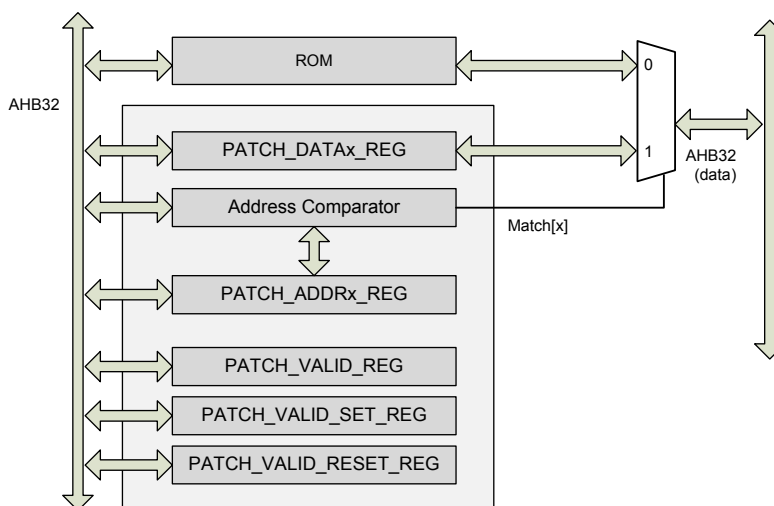 ROM
0
AHB32
PATCH_DATAx_REG
1
AHB32
(data)
Address Comparator
Match[x]
PATCH_ADDRx_REG
PATCH_VALID_REG
PATCH_VALID_SET_REG
PATCH_VALID_RESET_REG